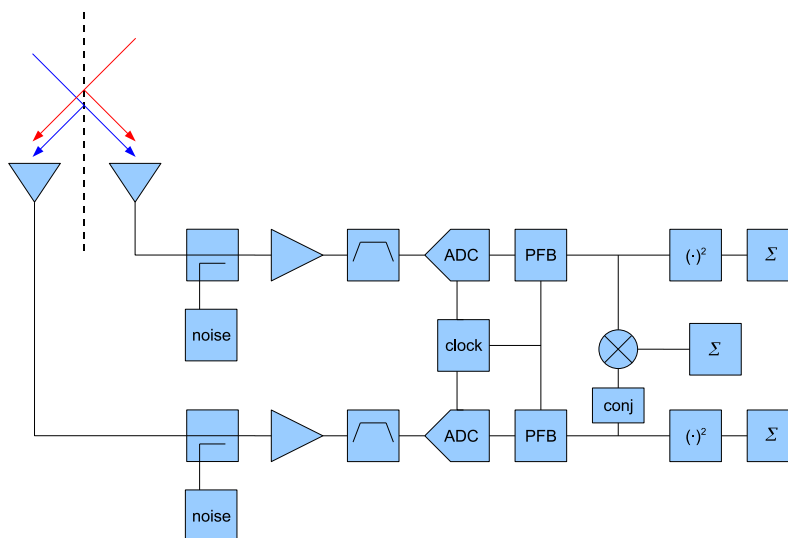 ADC
PFB
(·)²
Σ
noise
clock
Σ
conj
ADC
PFB
(·)²
Σ
noise